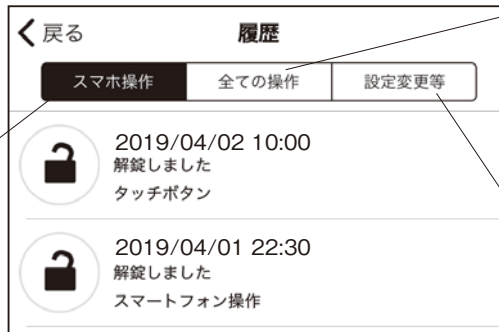 戻る
履歴
スマホ操作
全ての操作
設定変更等
2019/04/02 10:00
解錠しました
タッチボタン
2019/04/01 22:30
解錠しました
スマートフォン操作